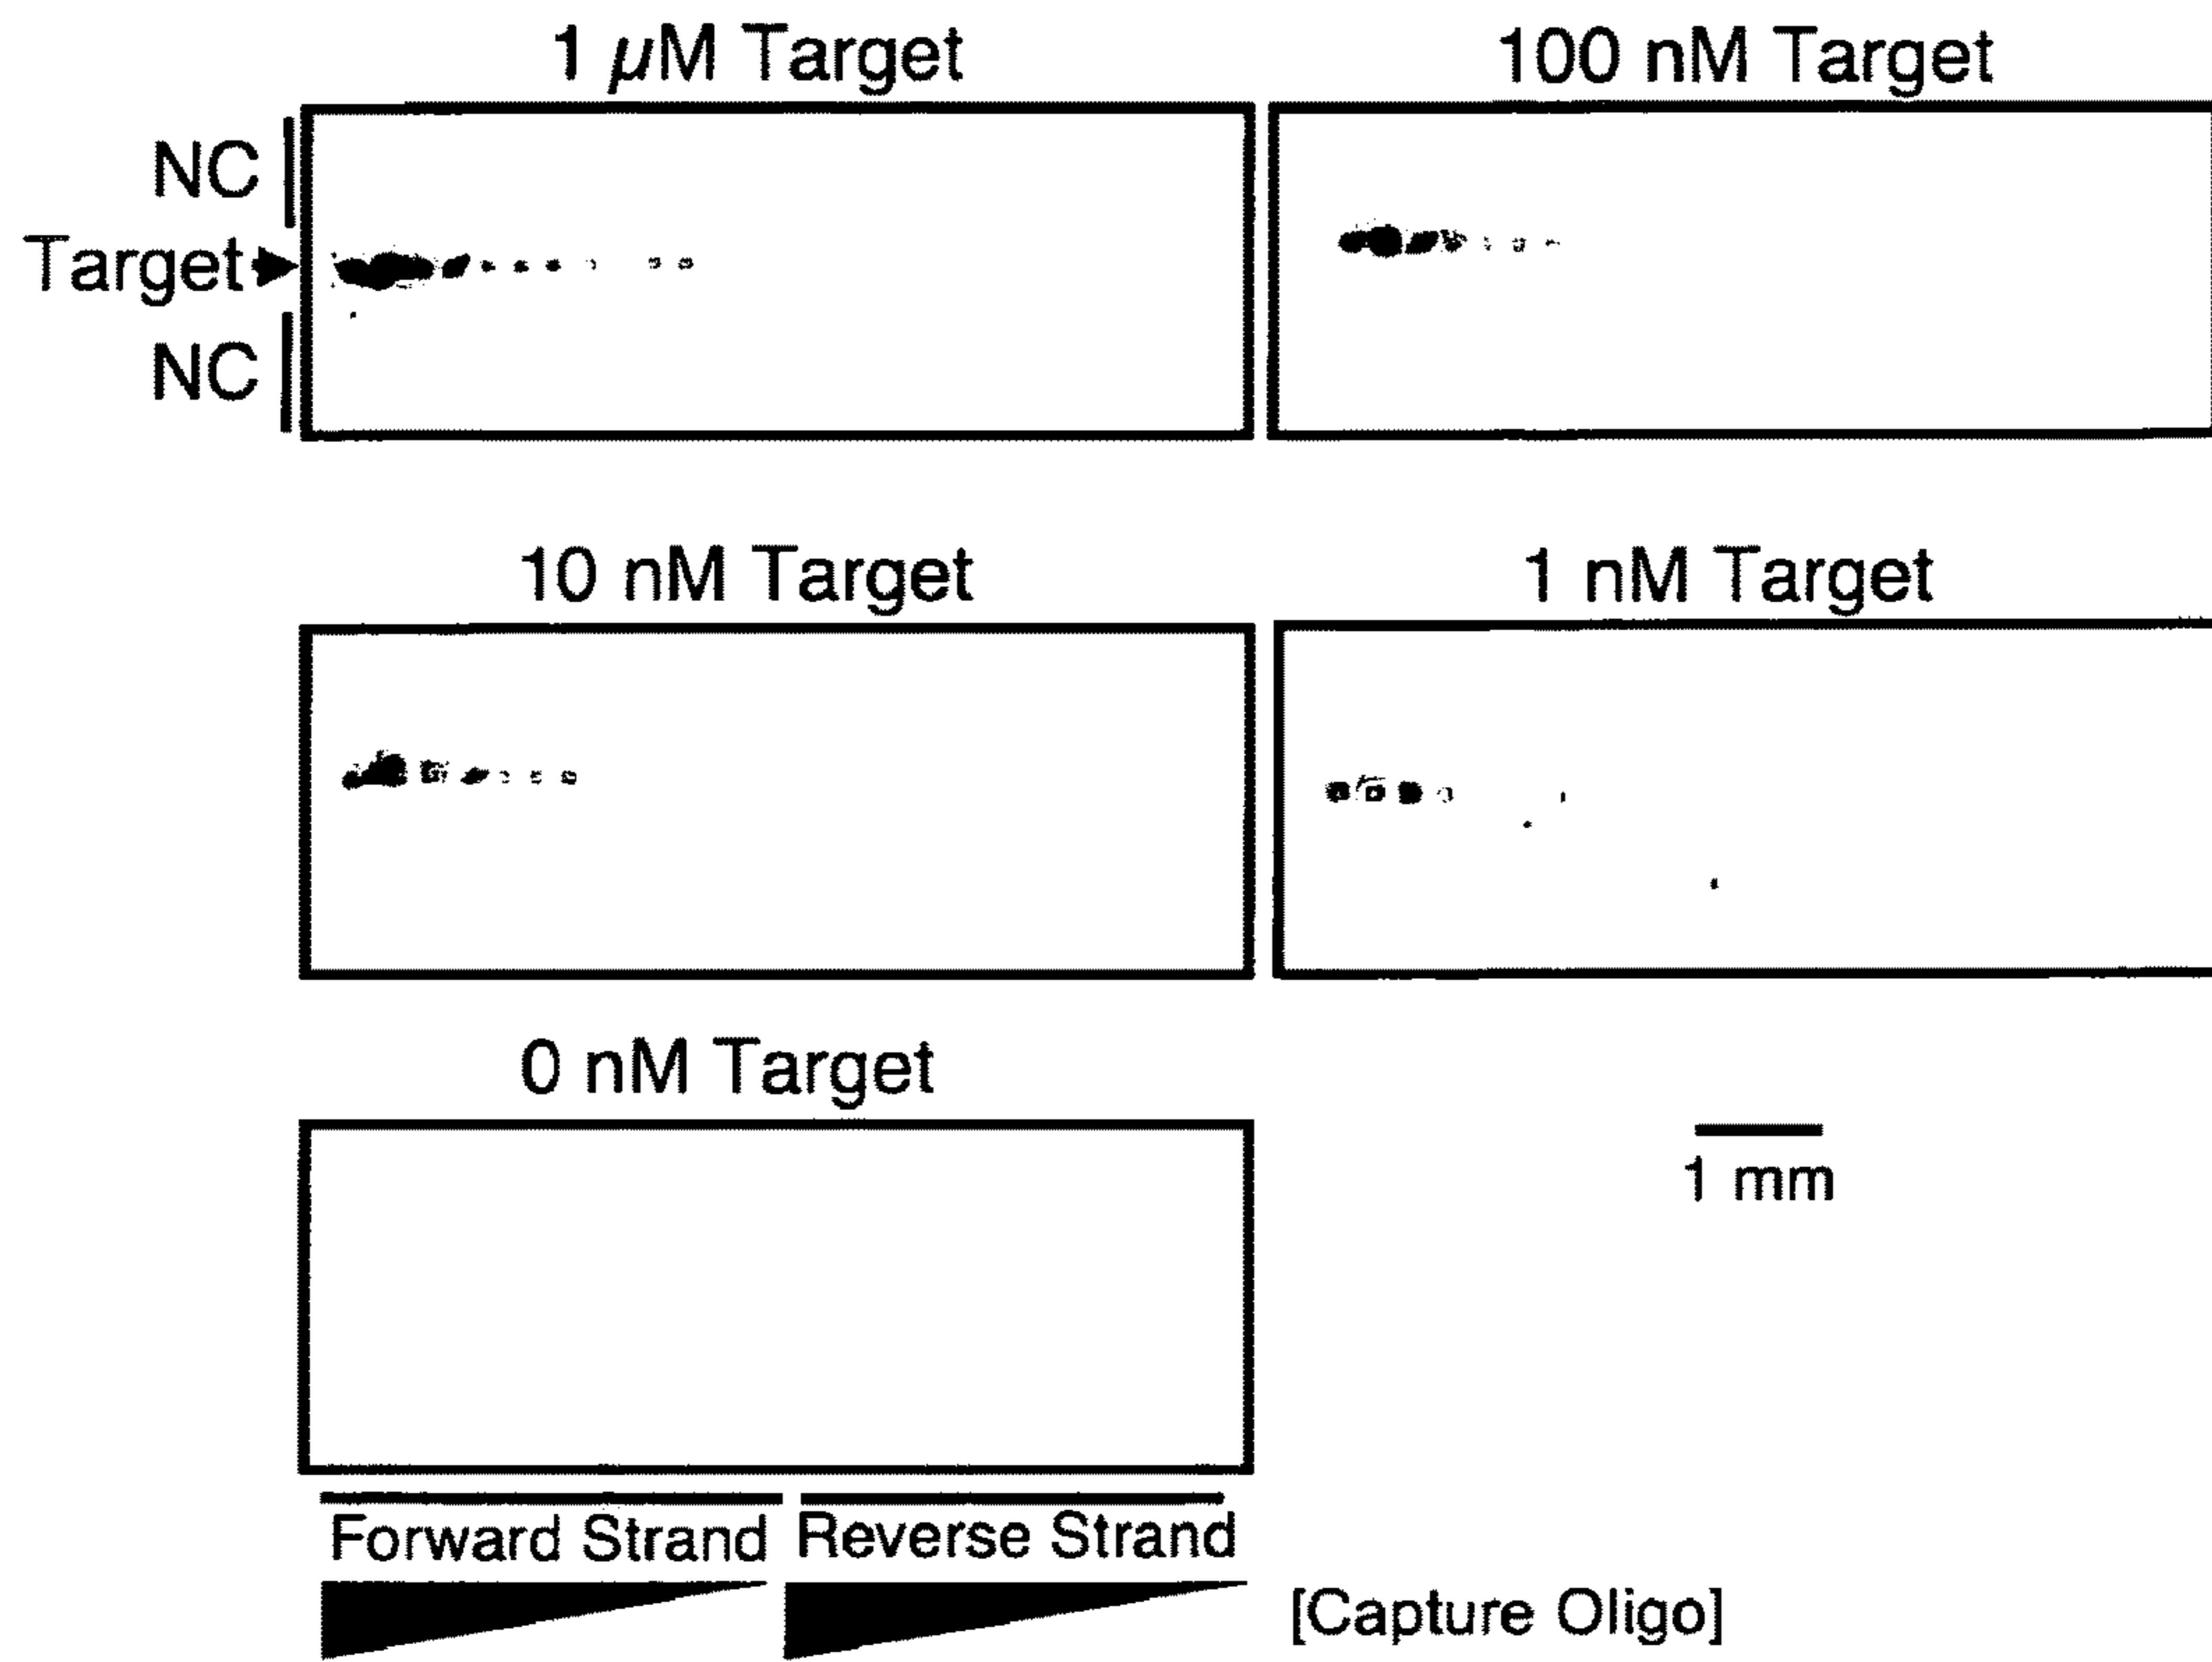 1 µM Target
100 nM Target
NC
Target
NC
10 nM Target
1 nM Target
0 nM Target
1 mm
Forward Strand
Reverse Strand
[Capture Oligo]